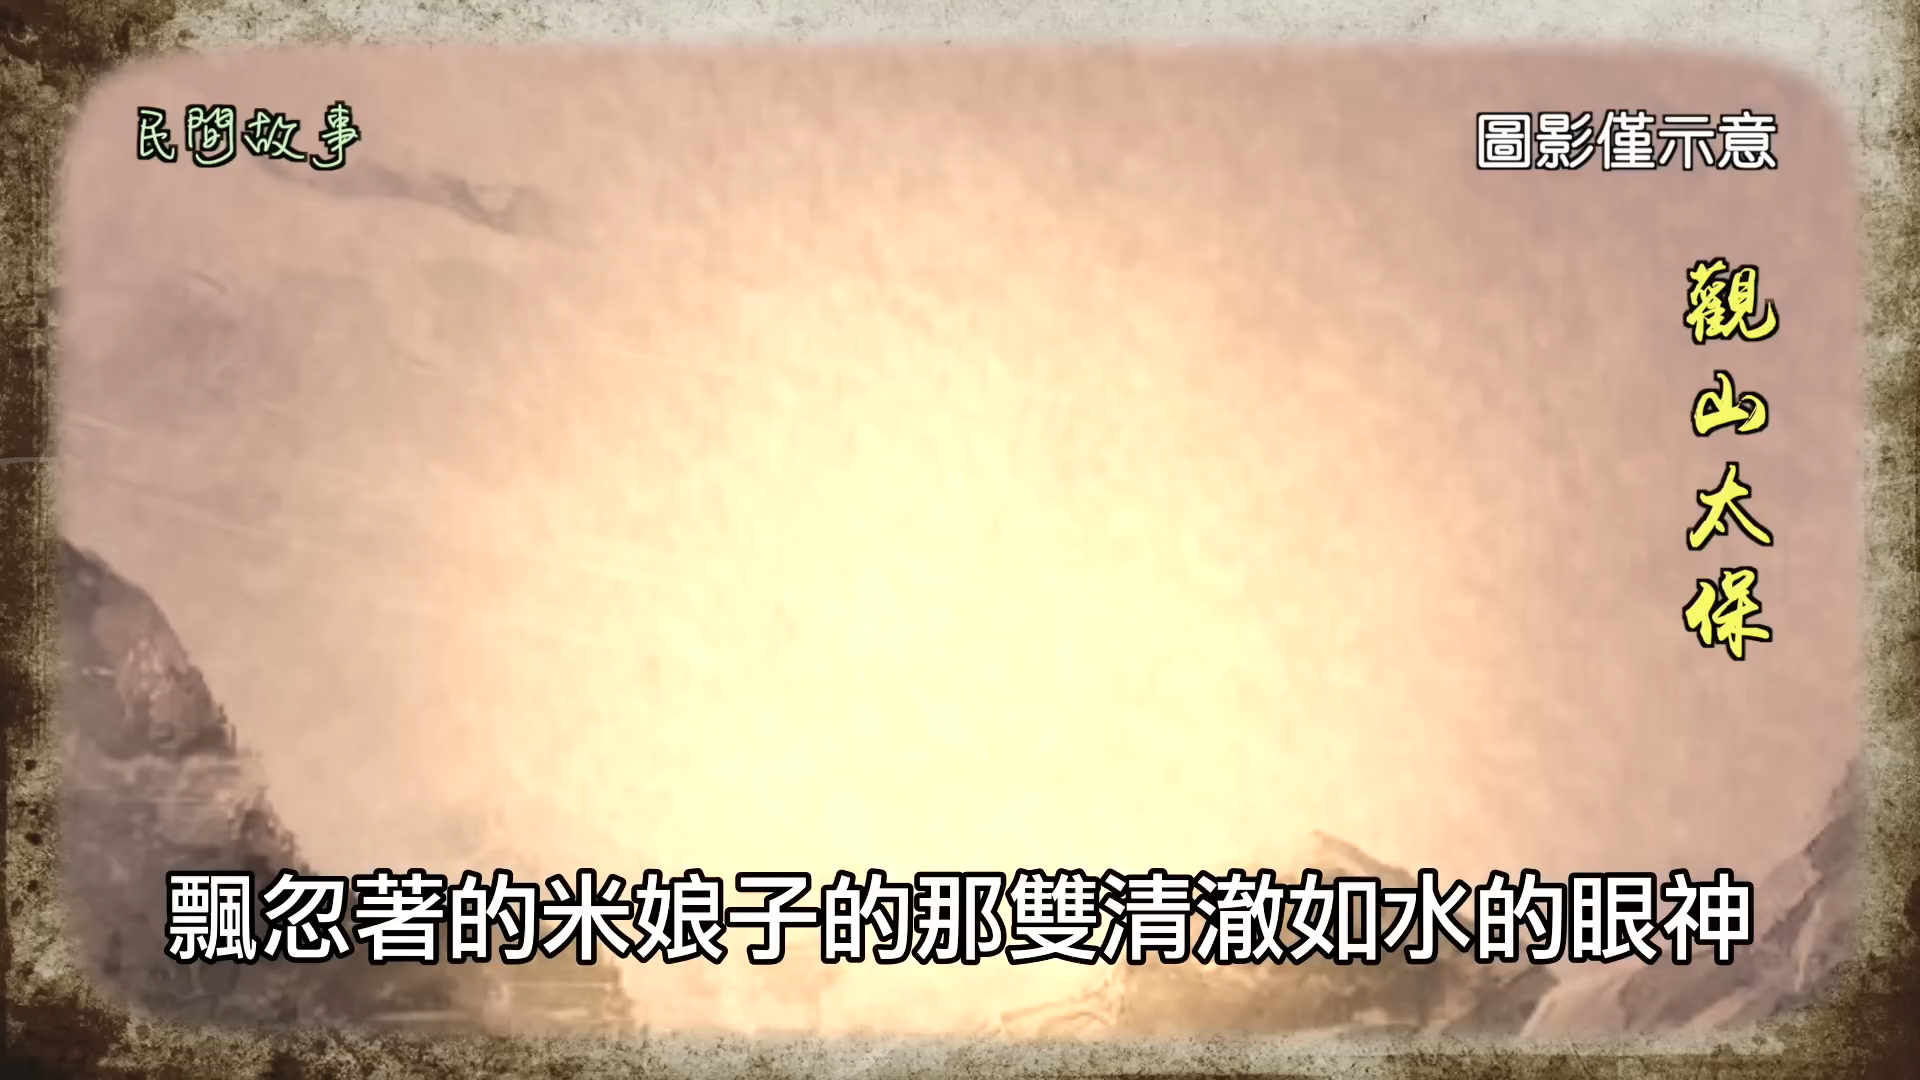 民間故事
圖影僅示意
觀山太保
飄忽著的米娘子的那雙清澈如水的眼神